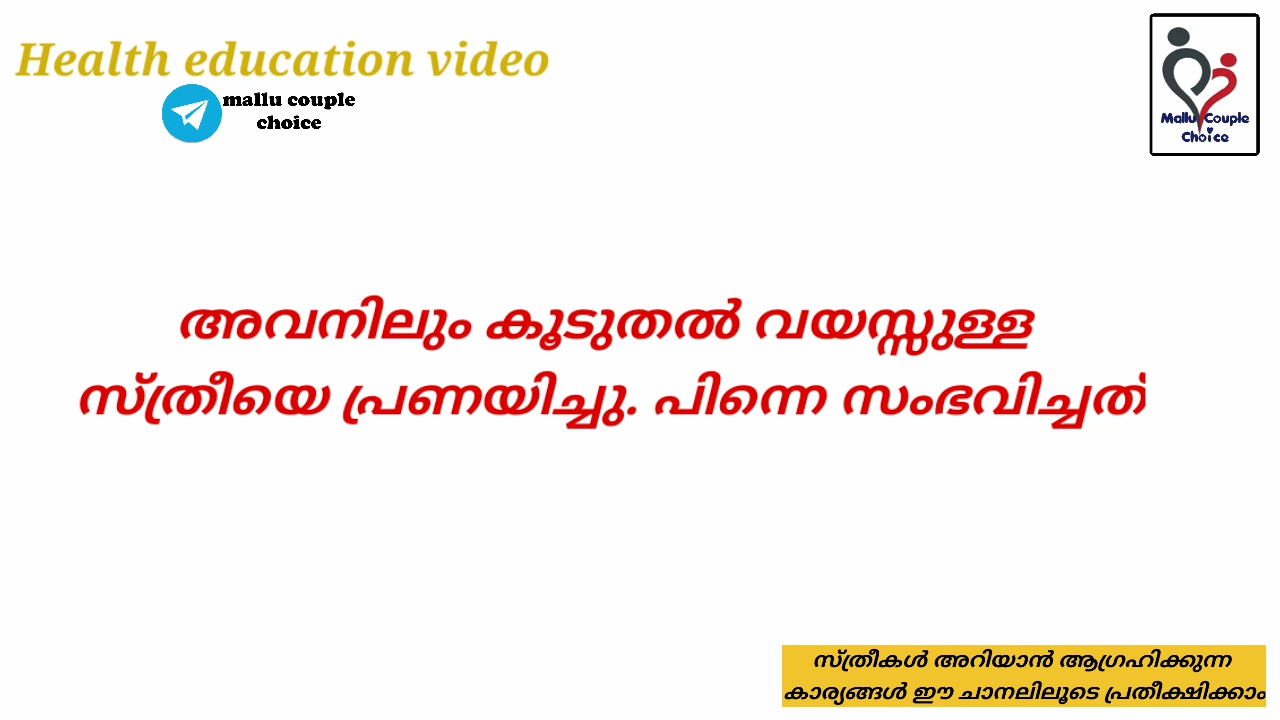 Health education video
mallu couple
choice
Mallu Couple
Choice
അവനിലും കൂടുതൽ വയസ്സുള്ള
സ്ത്രീയെ പ്രണയിച്ചു. പിന്നെ സംഭവിച്ചത്
സ്ത്രീകൾ അറിയാൻ ആഗ്രഹിക്കുന്ന
കാര്യങ്ങൾ ഈ ചാനലിലൂടെ പ്രതീക്ഷിക്കാം